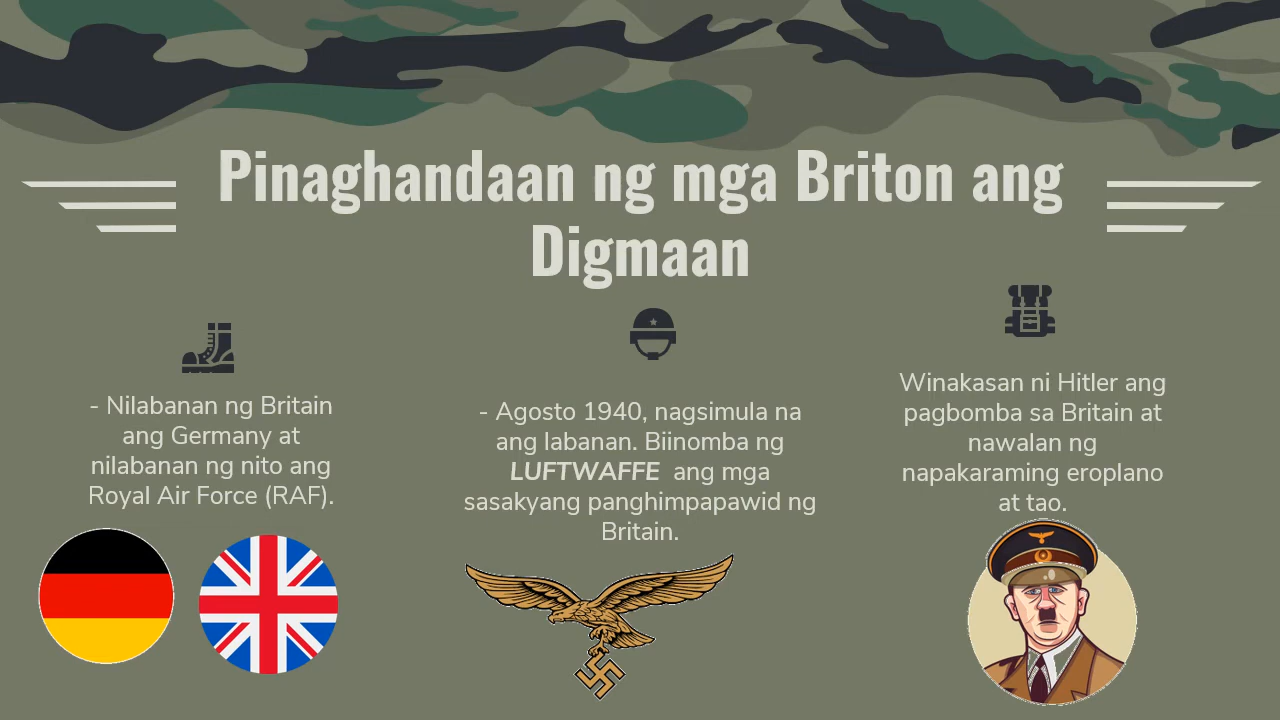 Pinaghandaan ng mga Briton ang
Digmaan
- Nilabanan ng Britain
ang Germany at
nilabanan ng nito ang
Royal Air Force (RAF).
- Agosto 1940, nagsimula na
ang labanan. Biinomba ng
LUFTWAFFE ang mga
sasakyang panghimpapawid ng
Britain.
Winakasan ni Hitler ang
pagbomba sa Britain at
nawalan ng
napakaraming eroplano
at tao.